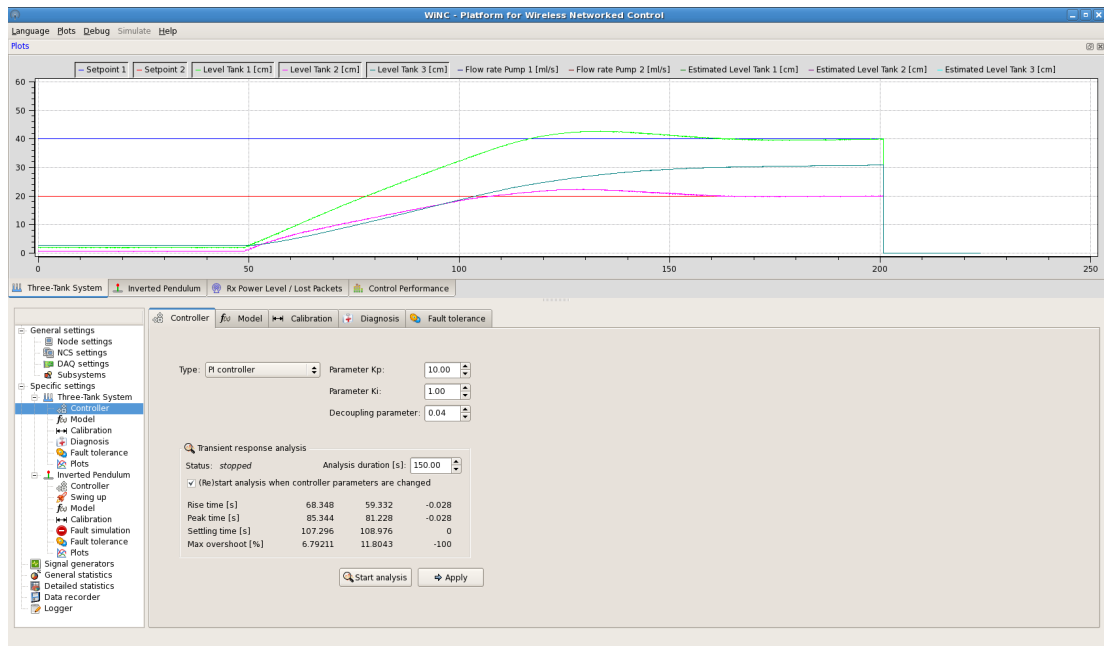 WiNC - Platform for Wireless Networked Control
Language Plots Debug Simulate Help
Plots
Setpoint 1 Setpoint 2 Level Tank 1 [cm] Level Tank 2 [cm] Level Tank 3 [cm] Flow rate Pump 1 [ml/s] Flow rate Pump 2 [ml/s] Estimated Level Tank 1 [cm] Estimated Level Tank 2 [cm] Estimated Level Tank 3 [cm]
60
50
40
30
20
10
0
0 50 100 150 200 250
Three-Tank System Inverted Pendulum Rx Power Level / Lost Packets Control Performance
Controller f(x) Model Calibration Diagnosis Fault tolerance
General settings
Node settings
NCS settings
DAQ settings
Subsystems
Specific settings
Three-Tank System
Controller
f(x) Model
Calibration
Diagnosis
Fault tolerance
Plots
Inverted Pendulum
Controller
Swing up
f(x) Model
Calibration
Fault simulation
Fault tolerance
Plots
Signal generators
General statistics
Detailed statistics
Data recorder
Logger
Type: PI controller Parameter Kp: 10.00
Parameter Ki: 1.00
Decoupling parameter: 0.04
Transient response analysis
Status: stopped Analysis duration [s]: 150.00
(Re)start analysis when controller parameters are changed
Rise time [s] 68.348 59.332 -0.028
Peak time [s] 85.344 81.228 -0.028
Settling time [s] 107.296 108.976 0
Max overshoot [%] 6.79211 11.8043 -100
Start analysis Apply